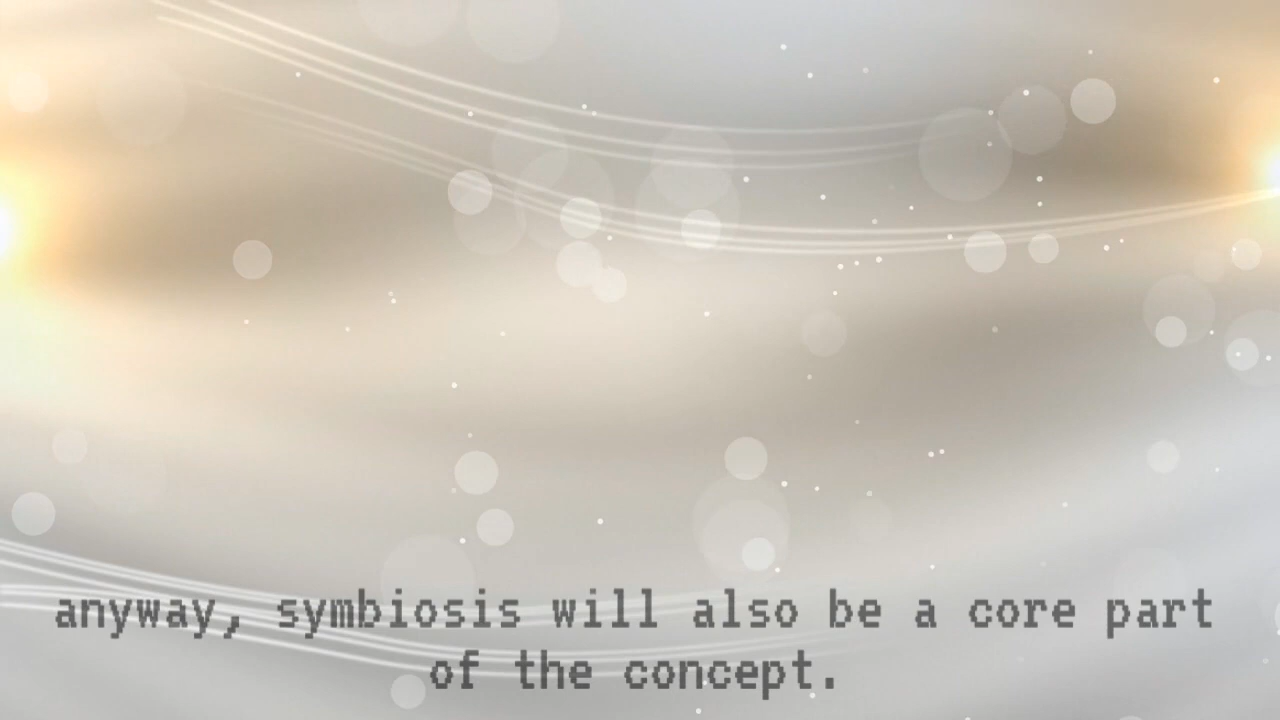 anyway, symbiosis will also be a core part
of the concept.